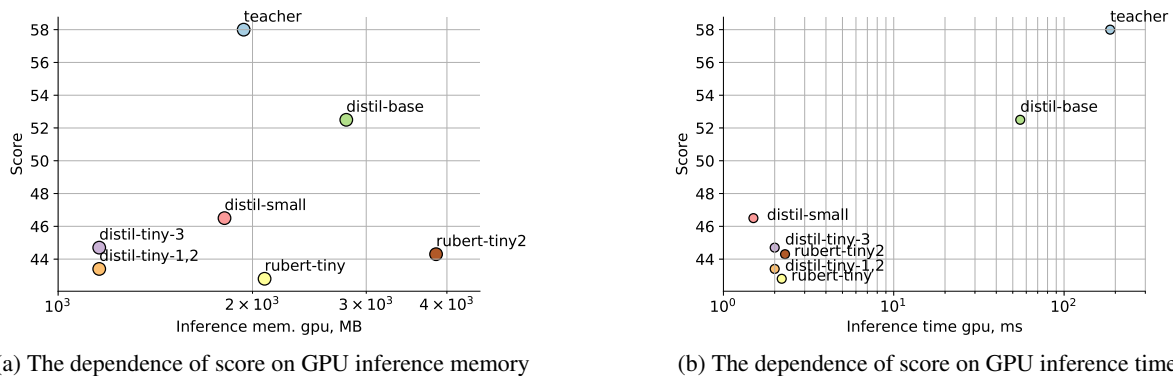 teacher
distil-base
distil-small
distil-tiny-3
distil-tiny-1,2
rubert-tiny
rubert-tiny2
58
56
54
52
50
48
46
44
Score
10³
2 × 10³
3 × 10³
4 × 10³
Inference mem. gpu, MB
a) The dependence of score on GPU inference memory
teacher
distil-base
distil-small
distil-tiny-3
rubert-tiny2
distil-tiny-1,2
rubert-tiny
58
56
54
52
50
48
46
44
Score
10⁰
10¹
10²
Inference time gpu, ms
(b) The dependence of score on GPU inference time